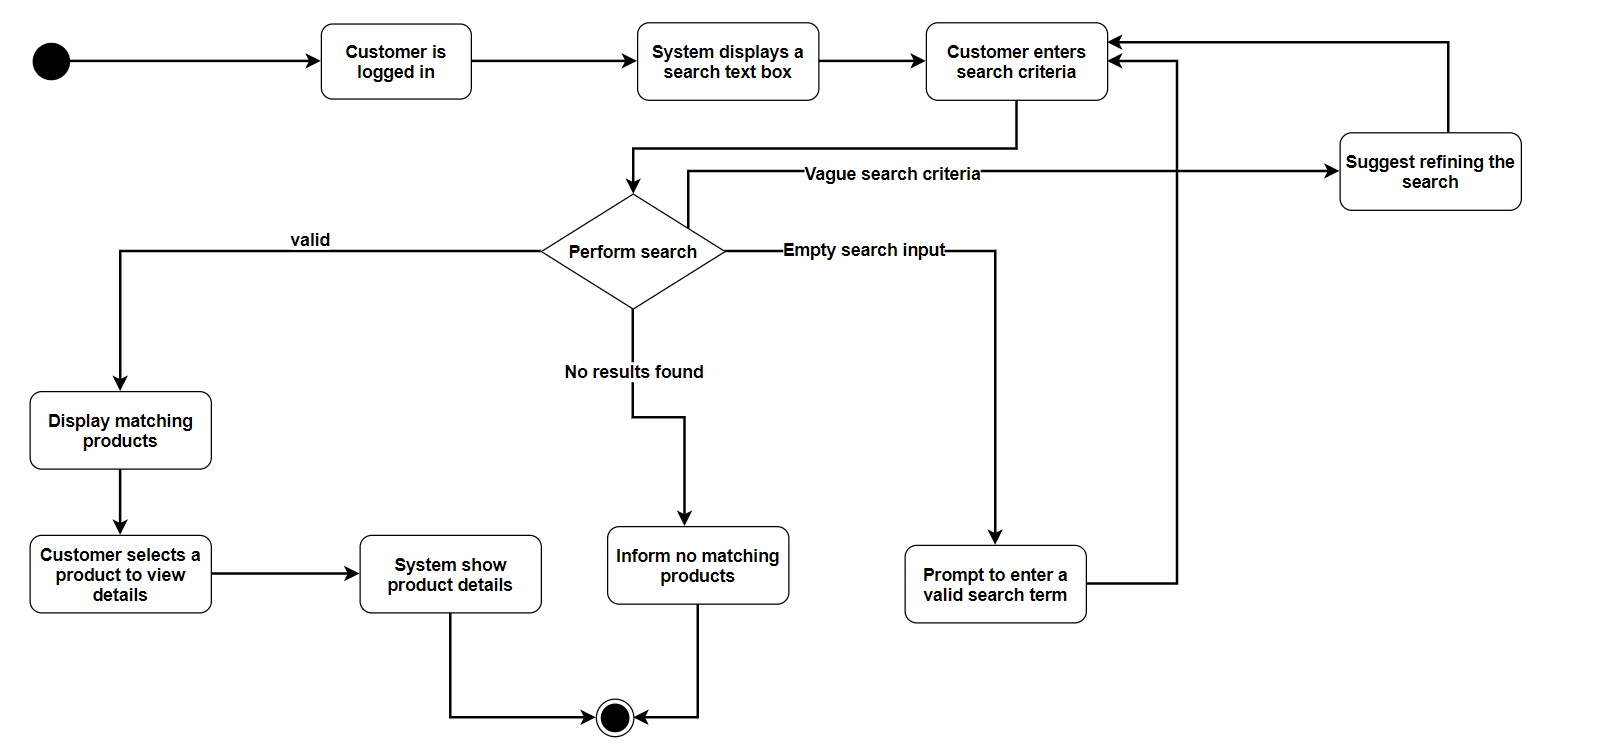 Customer is
logged in
System displays a
search text box
Customer enters
search criteria
Suggest refining the
search
Vague search criteria
valid
Perform search
Empty search input
No results found
Display matching
products
Customer selects a
product to view
details
System show
product details
Inform no matching
products
Prompt to enter a
valid search term